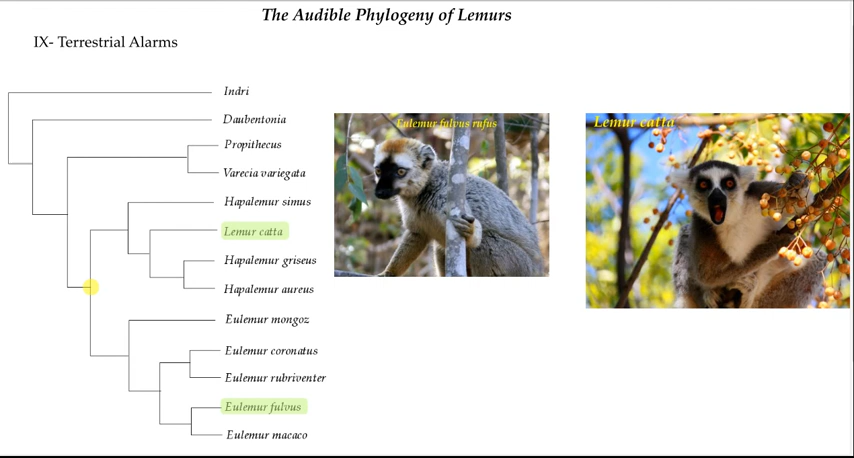 The Audible Phylogeny of Lemurs
IX- Terrestrial Alarms
Indri
Daubentonia
Propithecus
Varecia variegata
Hapalemur simus
Lemur catta
Hapalemur griseus
Hapalemur aureus
Eulemur mongoz
Eulemur coronatus
Eulemur rubriventer
Eulemur fulvus
Eulemur macaco
Eulemur fulvus rufus
Lemur catta